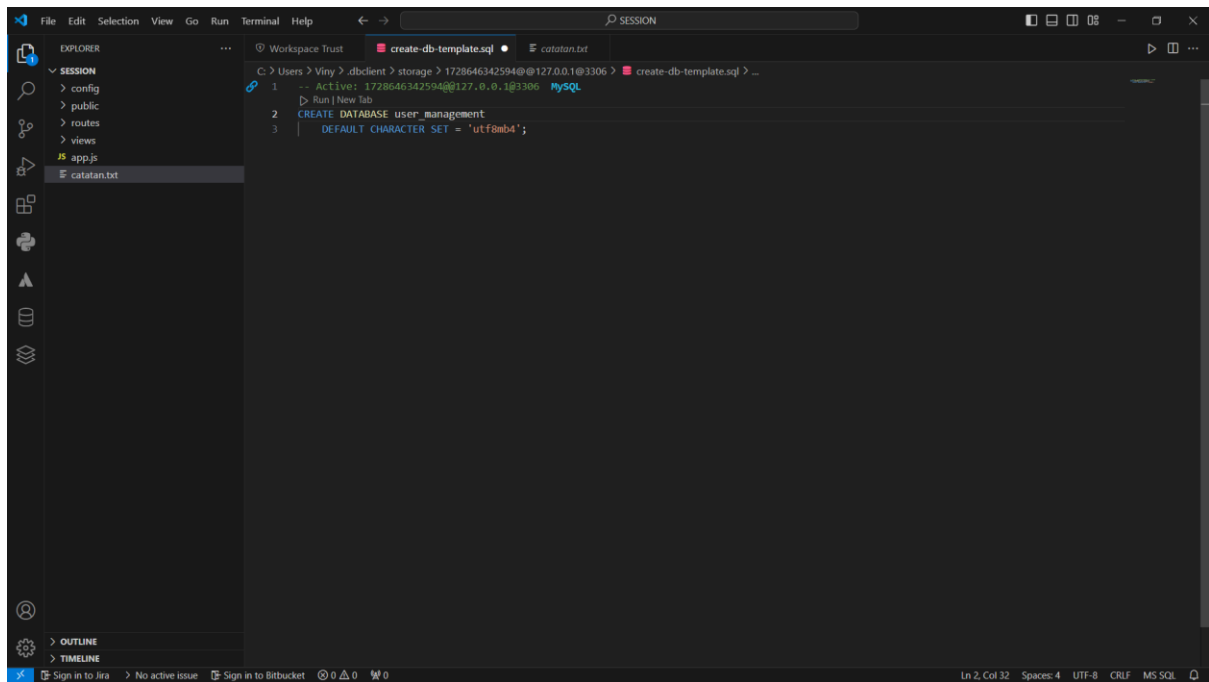 File Edit Selection View Go Run Terminal Help
SESSION
EXPLORER
Workspace Trust
create-db-template.sql
catatan.txt
1
SESSION
config
public
routes
views
JS app.js
catatan.txt
C: > Users > Viny > .dbclient > storage > 1728646342594@@127.0.0.1@3306 > create-db-template.sql > ...
1 -- Active: 1728646342594@@127.0.0.1@3306 MySQL
Run | New Tab
2 CREATE DATABASE user_management
3 DEFAULT CHARACTER SET = 'utf8mb4';
OUTLINE
TIMELINE
Sign in to Jira > No active issue Sign in to Bitbucket 0 0 0 Ln 2, Col 32 Spaces: 4 UTF-8 CRLF MS SQL